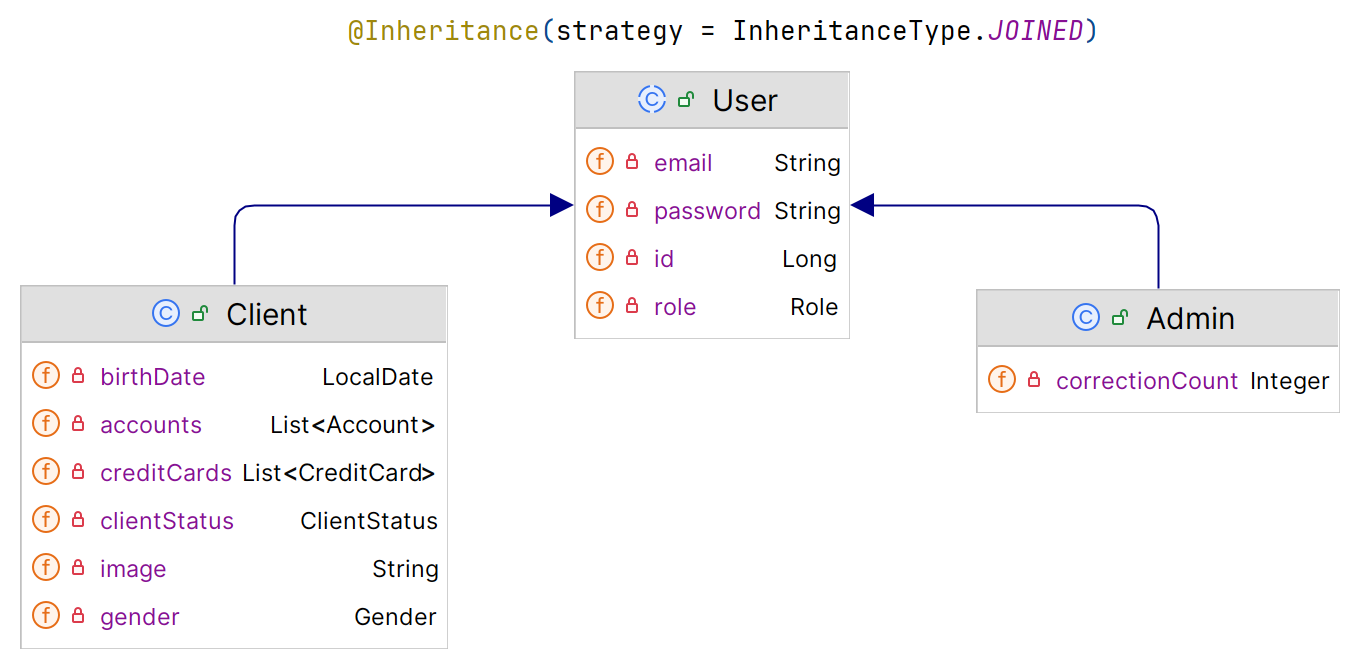 @Inheritance(strategy = InheritanceType.JOINED)
C User
f email String
f password String
f id Long
f role Role
C Client
f birthDate LocalDate
f accounts List<Account>
f creditCards List<CreditCard>
f clientStatus ClientStatus
f image String
f gender Gender
C Admin
f correctionCount Integer